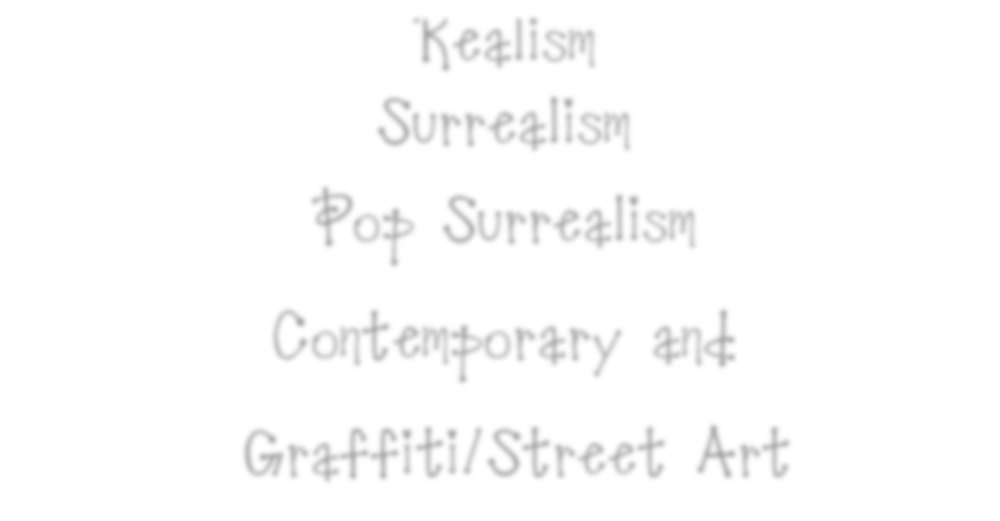 Realism
Surrealism
Pop Surrealism
Contemporary and
Graffiti/Street Art